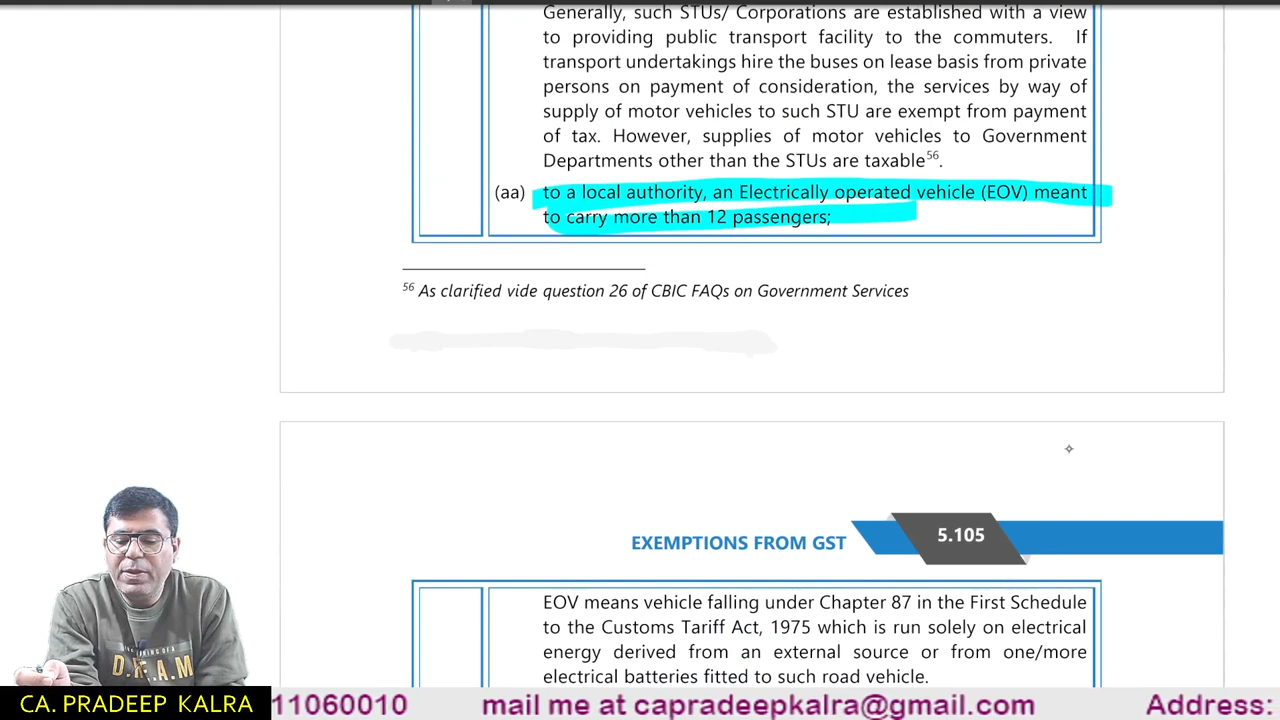 Generally, such STUs/ Corporations are established with a view
to providing public transport facility to the commuters. If
transport undertakings hire the buses on lease basis from private
persons on payment of consideration, the services by way of
supply of motor vehicles to such STU are exempt from payment
of tax. However, supplies of motor vehicles to Government
Departments other than the STUs are taxable56.
(aa) to a local authority, an Electrically operated vehicle (EOV) meant
to carry more than 12 passengers;
56 As clarified vide question 26 of CBIC FAQs on Government Services
EXEMPTIONS FROM GST 5.105
EOV means vehicle falling under Chapter 87 in the First Schedule
to the Customs Tariff Act, 1975 which is run solely on electrical
energy derived from an external source or from one/more
electrical batteries fitted to such road vehicle.
CA. PRADEEP KALRA 11060010 mail me at capradeepkalra@gmail.com Address: